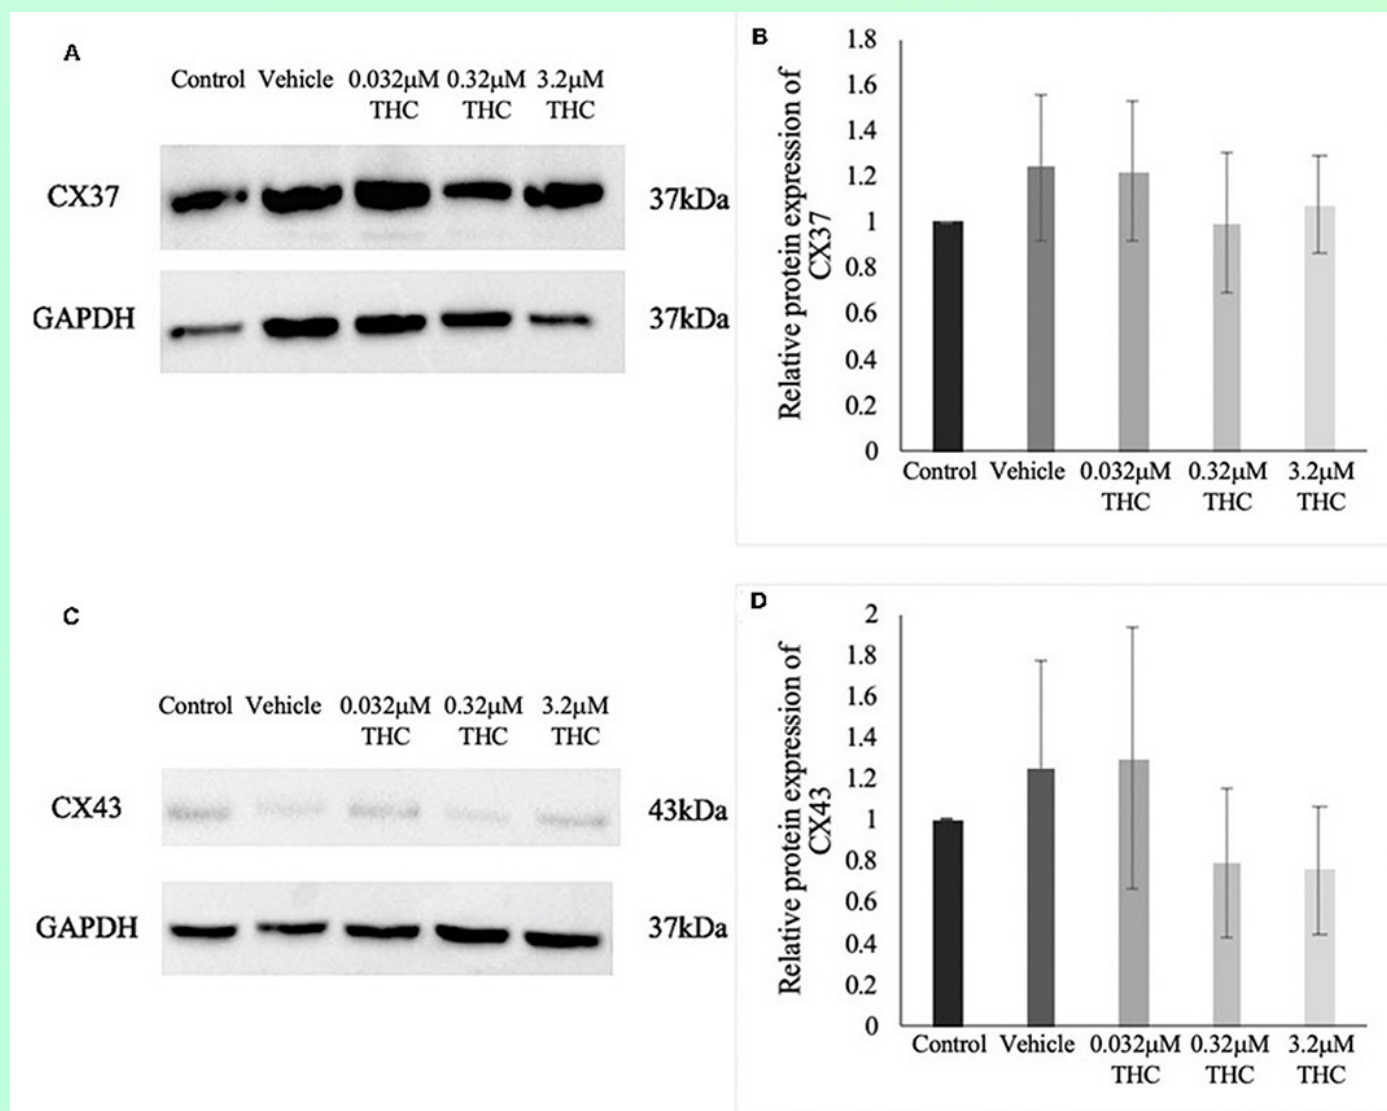 A
Control Vehicle 0.032μM 0.32μM 3.2μM
THC THC THC
CX37 37kDa
GAPDH 37kDa
B
Relative protein expression of
CX37
1.8
1.6
1.4
1.2
1
0.8
0.6
0.4
0.2
0
Control Vehicle 0.032μM 0.32μM 3.2μM
THC THC THC
C
Control Vehicle 0.032μM 0.32μM 3.2μM
THC THC THC
CX43 43kDa
GAPDH 37kDa
D
Relative protein expression of
CX43
2
1.8
1.6
1.4
1.2
1
0.8
0.6
0.4
0.2
0
Control Vehicle 0.032μM 0.32μM 3.2μM
THC THC THC